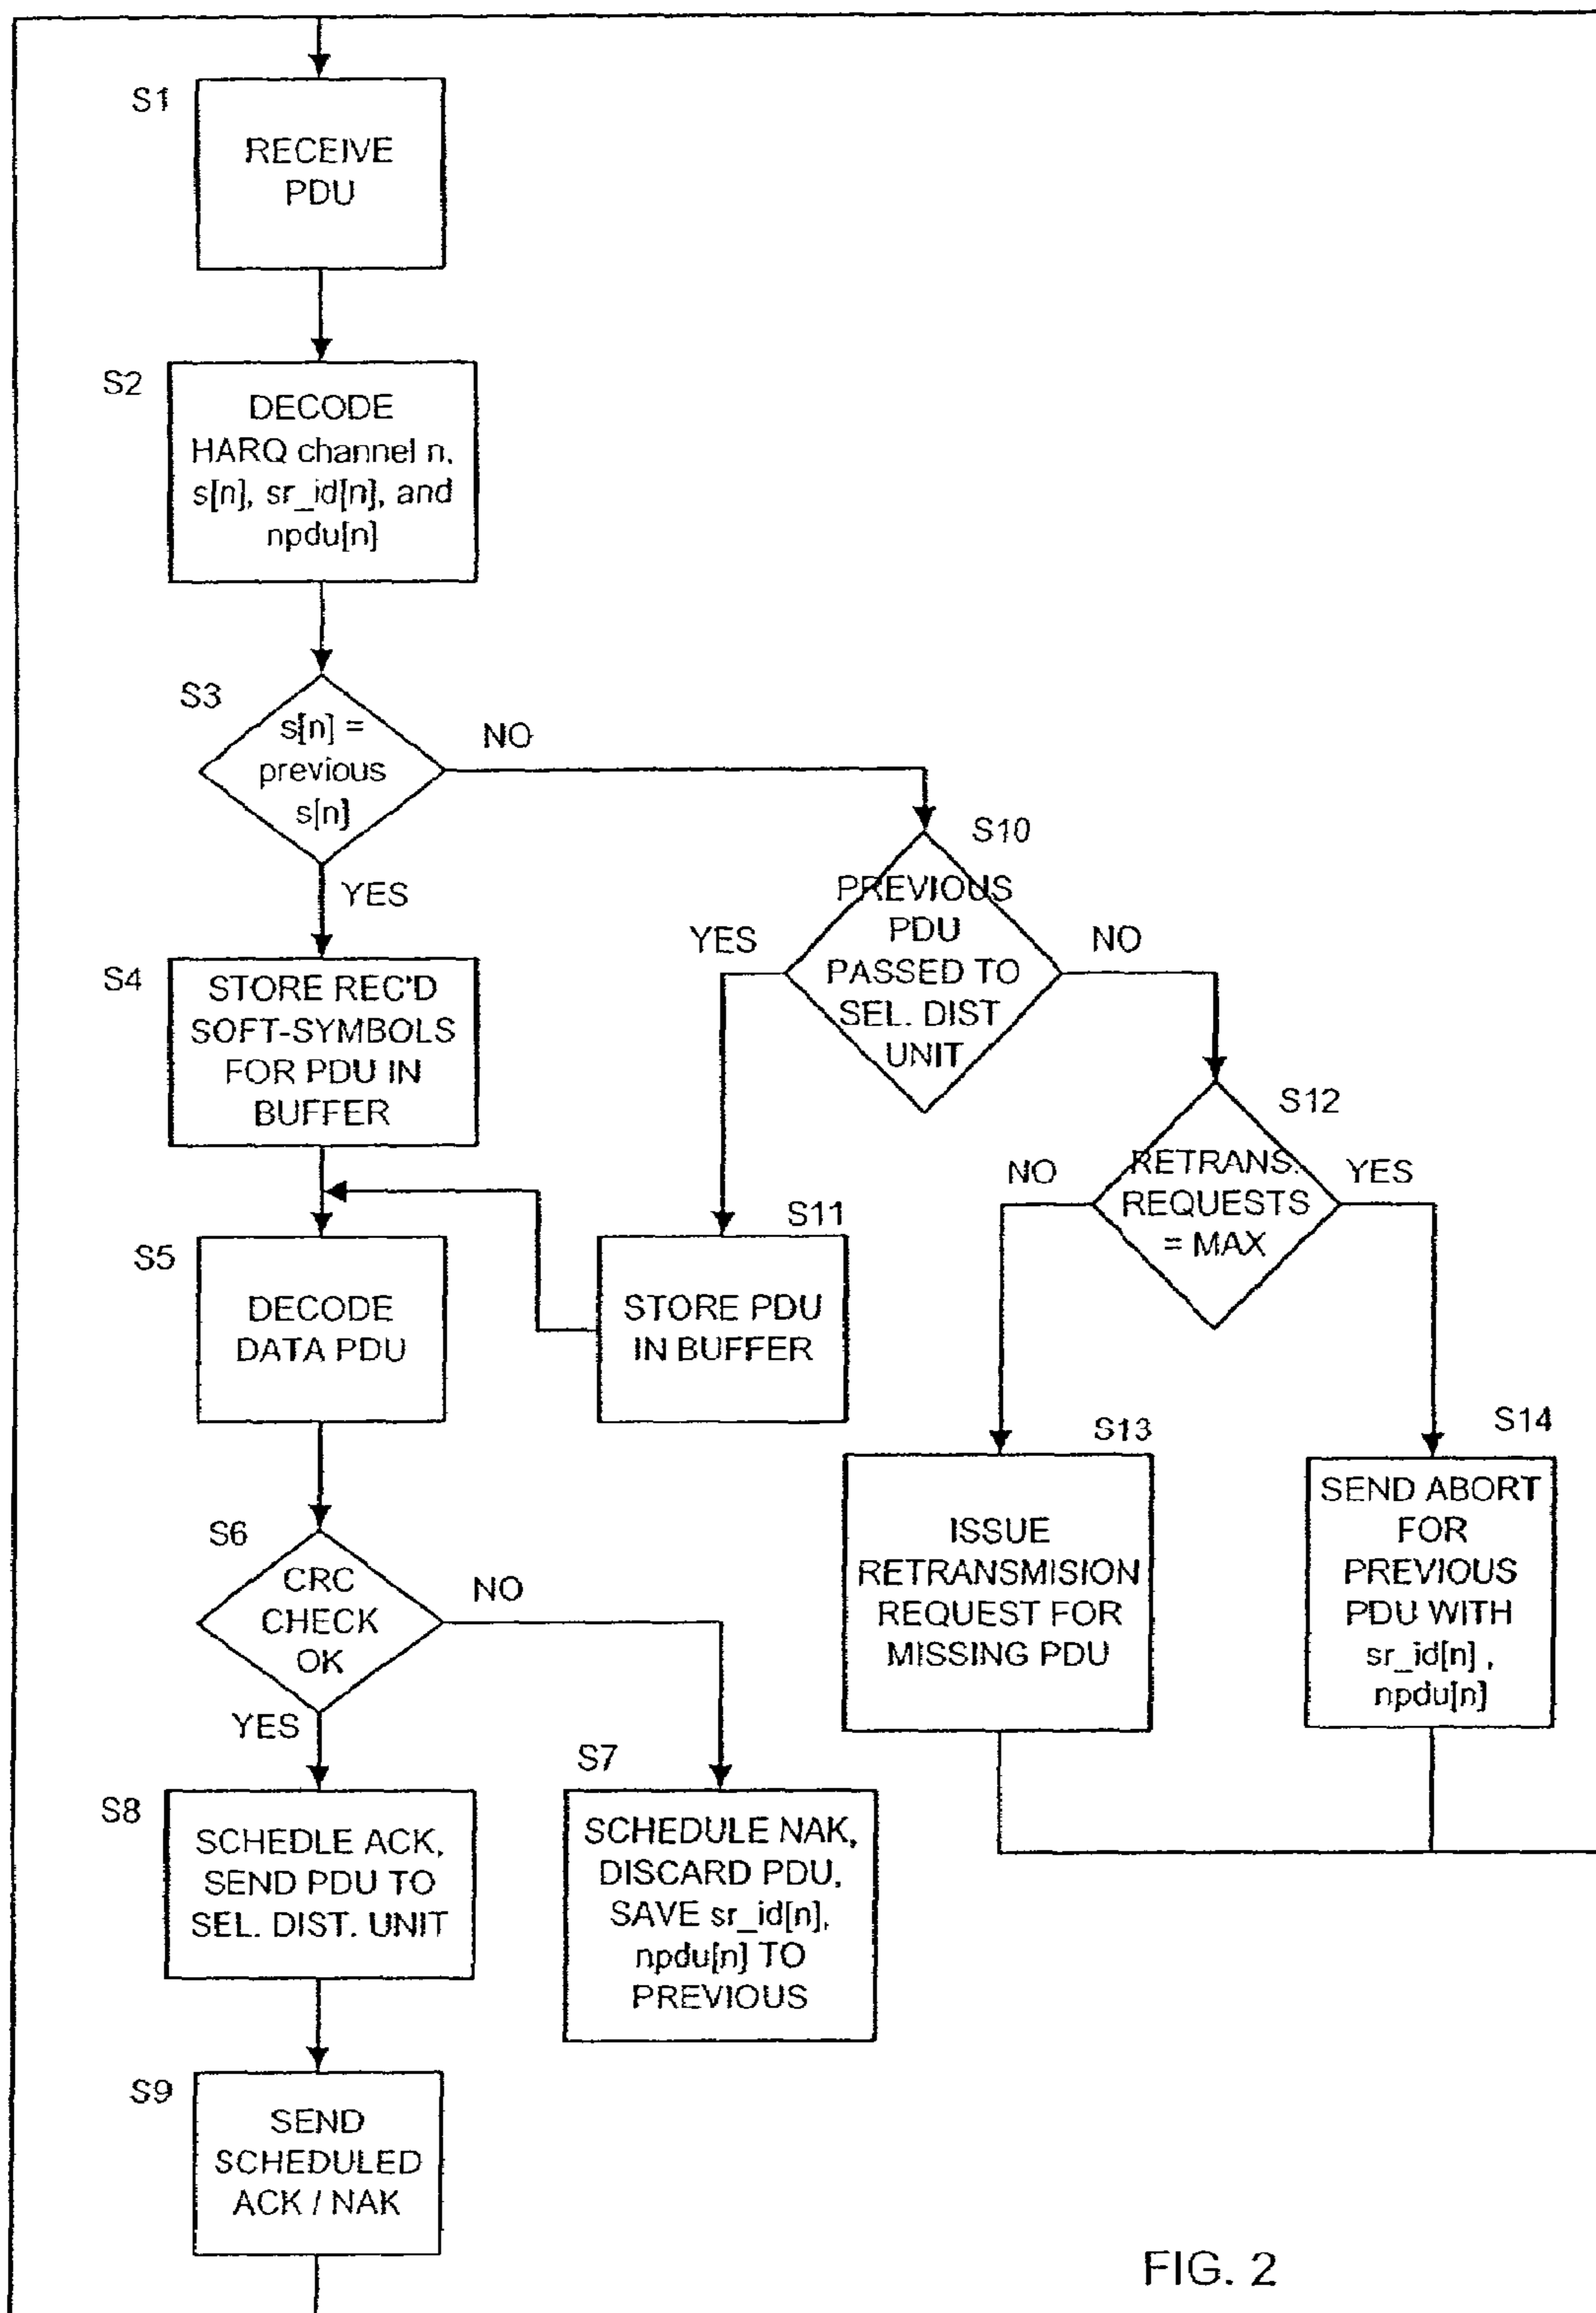 S1
RECEIVE
PDU
S2
DECODE
HARQ channel n,
s[n], sr_id[n], and
npdu[n]
S3
s[n] =
previous
s[n]
NO
YES
S10
PREVIOUS
PDU
PASSED TO
SEL. DIST
UNIT
YES
NO
S4
STORE REC'D
SOFT-SYMBOLS
FOR PDU IN
BUFFER
S12
RETRANS.
REQUESTS
= MAX
NO
YES
S5
DECODE
DATA PDU
S11
STORE PDU
IN BUFFER
S13
ISSUE
RETRANSMISION
REQUEST FOR
MISSING PDU
S14
SEND ABORT
FOR
PREVIOUS
PDU WITH
sr_id[n] ,
npdu[n]
S6
CRC
CHECK
OK
NO
YES
S7
SCHEDULE NAK,
DISCARD PDU,
SAVE sr_id[n],
npdu[n] TO
PREVIOUS
S8
SCHEDLE ACK,
SEND PDU TO
SEL. DIST. UNIT
S9
SEND
SCHEDULED
ACK / NAK
FIG. 2